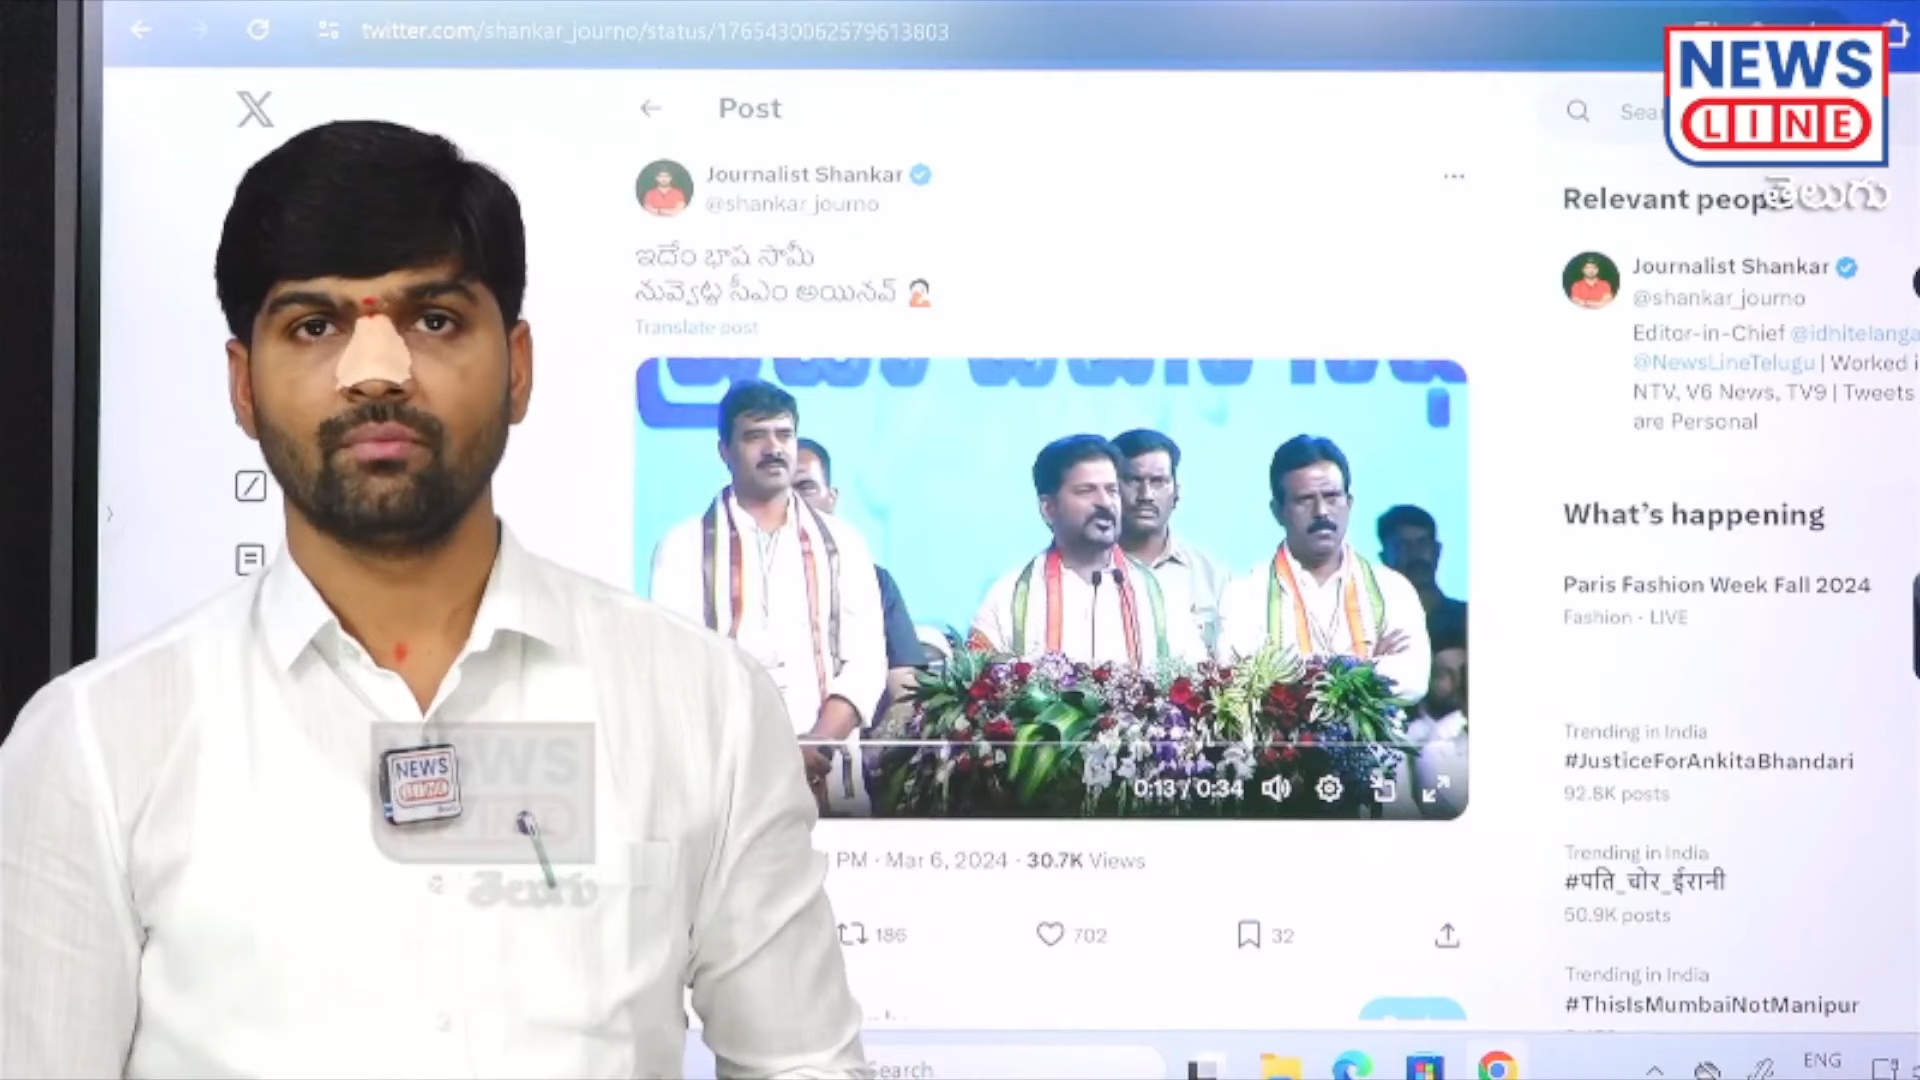 twitter.com/shankar_journo/status/1765430062579613803
NEWS
LINE
తెలుగు
Post
Journalist Shankar
@shankar_journo
ఇదేం భాష సామీ
నువ్వెట్ల సీఎం అయినవ్
Translate post
0:13 / 0:34
PM · Mar 6, 2024 · 30.7K Views
186
702
32
Relevant people
Journalist Shankar
@shankar_journo
Editor-in-Chief @idhitelanga
@NewsLineTelugu | Worked i
NTV, V6 News, TV9 | Tweets
are Personal
What's happening
Paris Fashion Week Fall 2024
Fashion · LIVE
Trending in India
#JusticeForAnkitaBhandari
92.8K posts
Trending in India
#पति_चोर_ईरानी
50.9K posts
Trending in India
#ThisIsMumbaiNotManipur
NEWS
LINE
NEWS
LINE
తెలుగు
Search
ENG